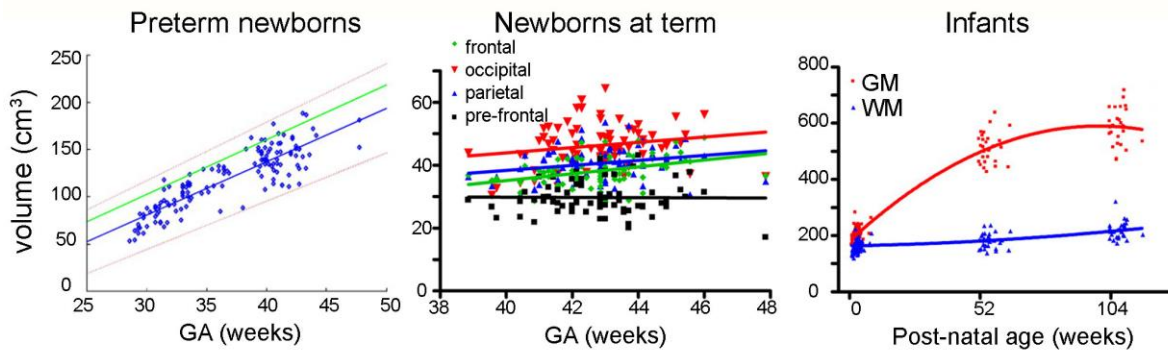 Preterm newborns
volume (cm³)
250
200
150
100
50
0
25 30 35 40 45 50
GA (weeks)
Newborns at term
frontal
occipital
parietal
pre-frontal
60
40
20
0
38 40 42 44 46 48
GA (weeks)
Infants
GM
WM
800
600
400
200
0
0 52 104
Post-natal age (weeks)